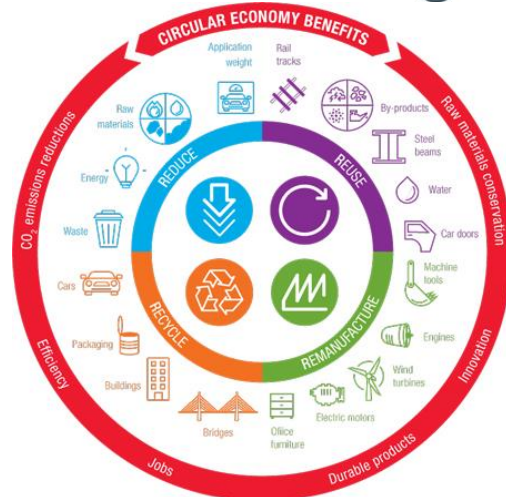 CIRCULAR ECONOMY BENEFITS
CO₂ emissions reductions
Raw materials conservation
Efficiency
Innovation
Jobs
Durable products
REDUCE
Application
weight
Raw
materials
Energy
Waste
REUSE
Rail
tracks
By-products
Steel
beams
Water
Car doors
RECYCLE
Cars
Packaging
Buildings
Bridges
REMANUFACTURE
Machine
tools
Engines
Wind
turbines
Electric motors
Office
furniture